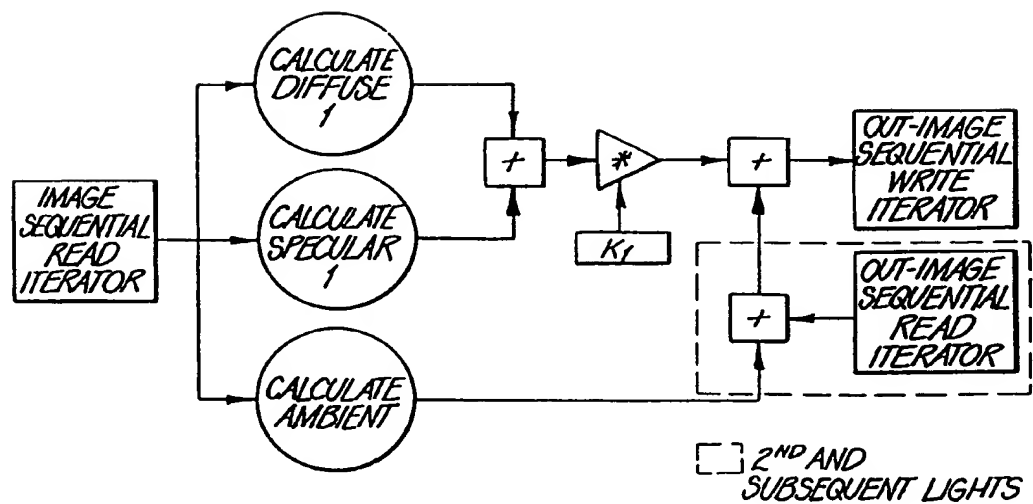 CALCULATE
DIFFUSE
1
IMAGE
SEQUENTIAL
READ
ITERATOR
CALCULATE
SPECULAR
1
CALCULATE
AMBIENT
+
*
K1
+
+
OUT-IMAGE
SEQUENTIAL
WRITE
ITERATOR
OUT-IMAGE
SEQUENTIAL
READ
ITERATOR
2ND AND
SUBSEQUENT LIGHTS